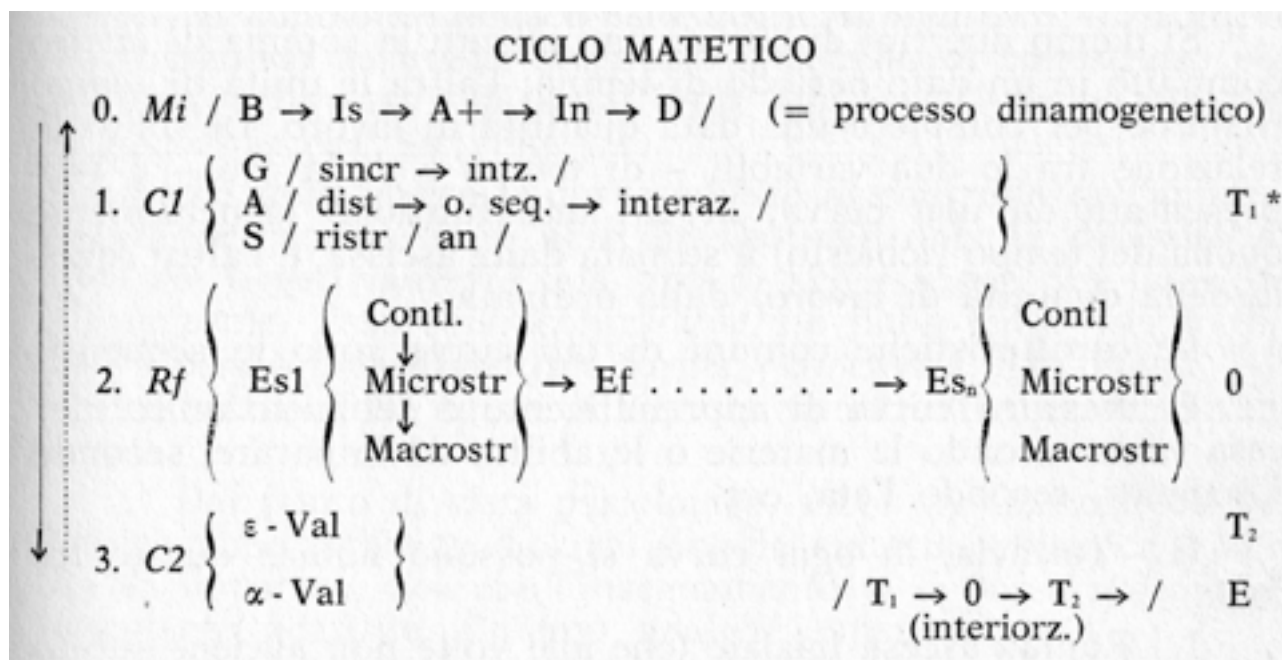 CICLO MATETICO
0. Mi / B → Is → A+ → In → D / (= processo dinamogenetico)
G / sincr → intz. /
1. C1 { A / dist → o. seq. → interaz. / } T₁*
S / ristr / an /
Contl. Contl
↓
2. Rf { Es1 { Microstr } → Ef . . . . . . . . . → Esₙ { Microstr } 0
↓
Macrostr Macrostr
ε - Val T₂
3. C2 { }
α - Val / T₁ → 0 → T₂ → / E
(interiorz.)